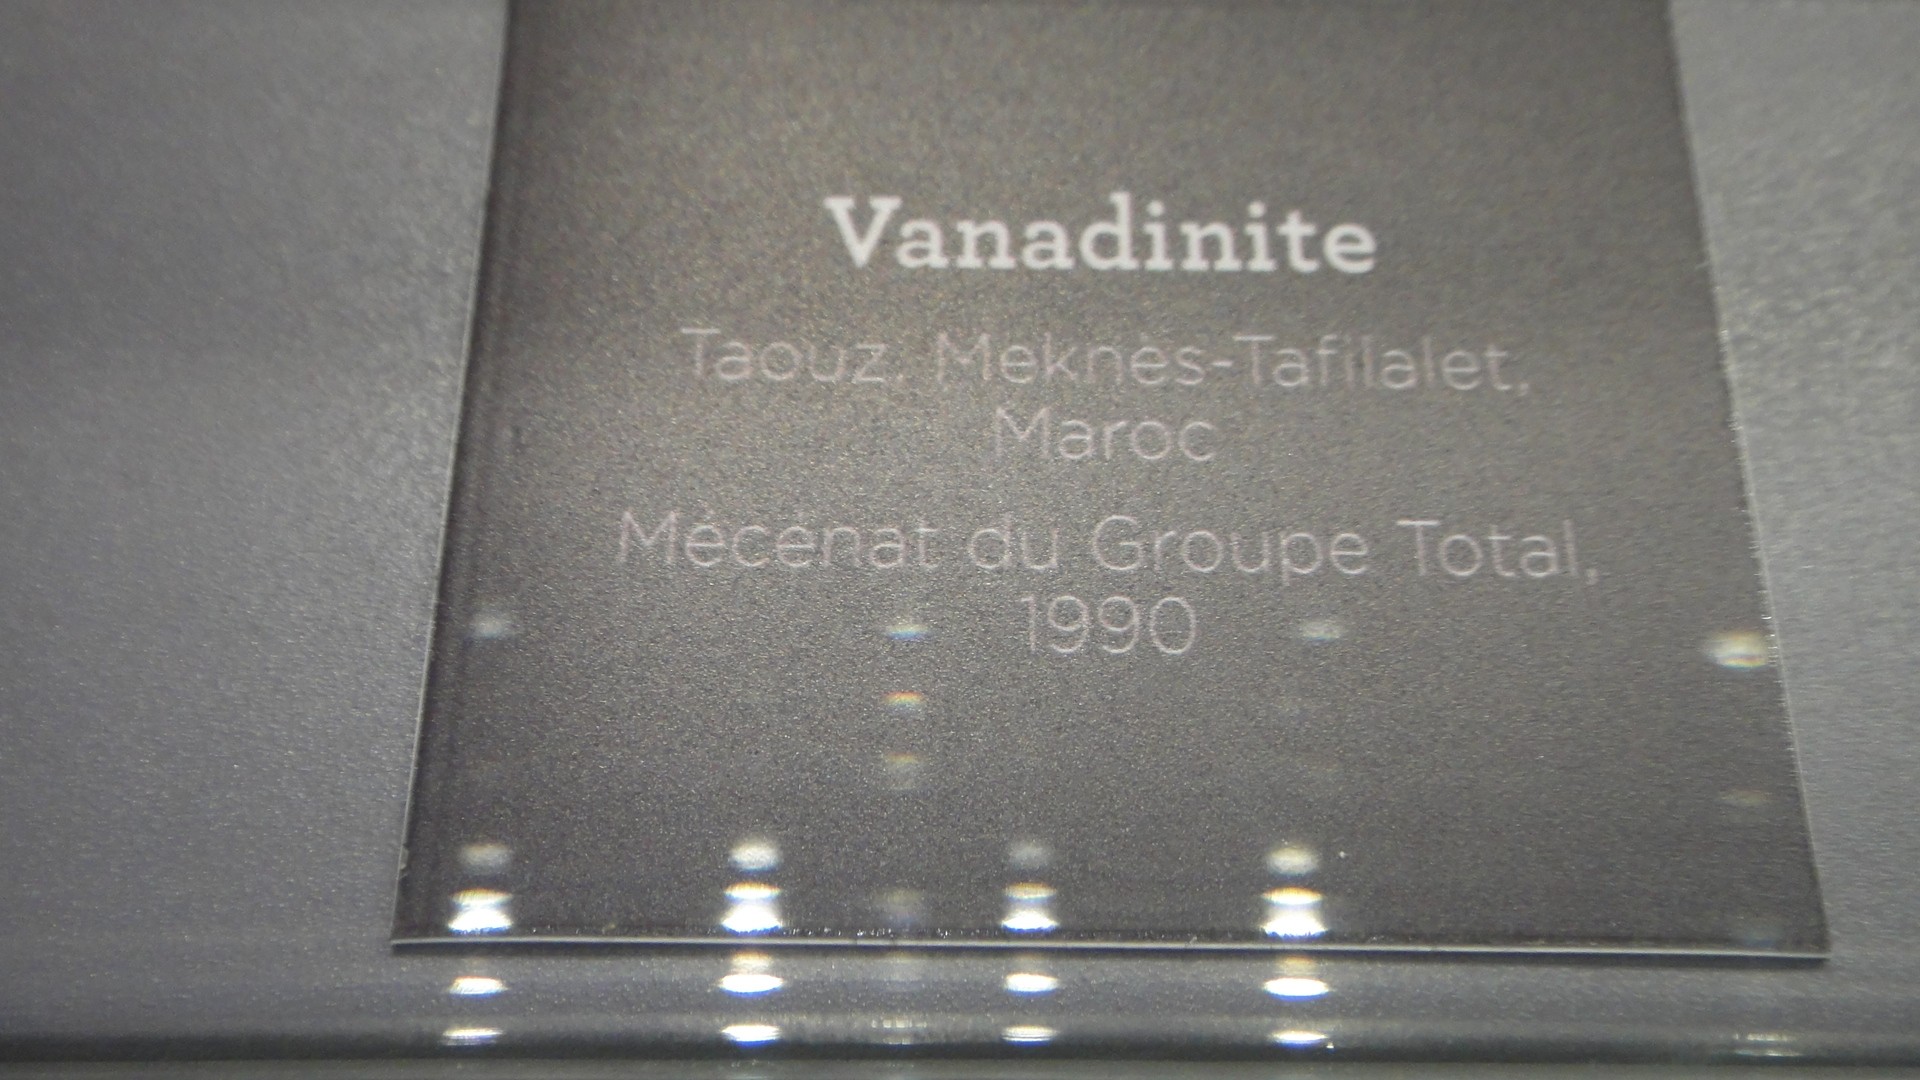 Vanadinite
Taouz, Meknès-Tafilalet,
Maroc
Mécénat du Groupe Total,
1990